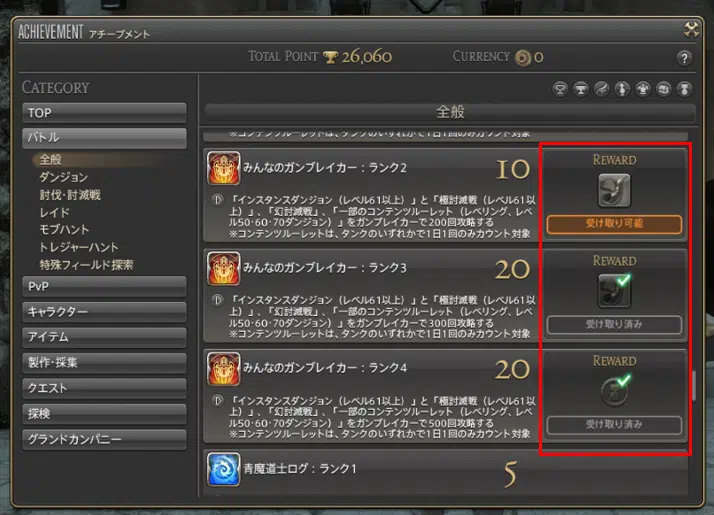 ACHIEVEMENT アチーブメント
TOTAL POINT 26,060 CURRENCY 0
?
CATEGORY
TOP
バトル
全般
ダンジョン
討伐・討滅戦
レイド
モブハント
トレジャーハント
特殊フィールド探索
PvP
キャラクター
アイテム
製作・採集
クエスト
探検
グランドカンパニー
全般
※コンテンツルーレットは、タンクのいずれかで1日1回のみカウント対象
みんなのガンブレイカー：ランク2 10
「インスタンスダンジョン（レベル61以上）」と「極討滅戦（レベル61以
上）」、「幻討滅戦」、「一部のコンテンツルーレット（レベリング、レベ
ル50・60・70ダンジョン）」をガンブレイカーで200回攻略する
※コンテンツルーレットは、タンクのいずれかで1日1回のみカウント対象
REWARD
受け取り可能
みんなのガンブレイカー：ランク3 20
「インスタンスダンジョン（レベル61以上）」と「極討滅戦（レベル61以
上）」、「幻討滅戦」、「一部のコンテンツルーレット（レベリング、レベ
ル50・60・70ダンジョン）」をガンブレイカーで300回攻略する
※コンテンツルーレットは、タンクのいずれかで1日1回のみカウント対象
REWARD
受け取り済み
みんなのガンブレイカー：ランク4 20
「インスタンスダンジョン（レベル61以上）」と「極討滅戦（レベル61以
上）」、「幻討滅戦」、「一部のコンテンツルーレット（レベリング、レベ
ル50・60・70ダンジョン）」をガンブレイカーで500回攻略する
※コンテンツルーレットは、タンクのいずれかで1日1回のみカウント対象
REWARD
受け取り済み
青魔道士ログ：ランク1 5